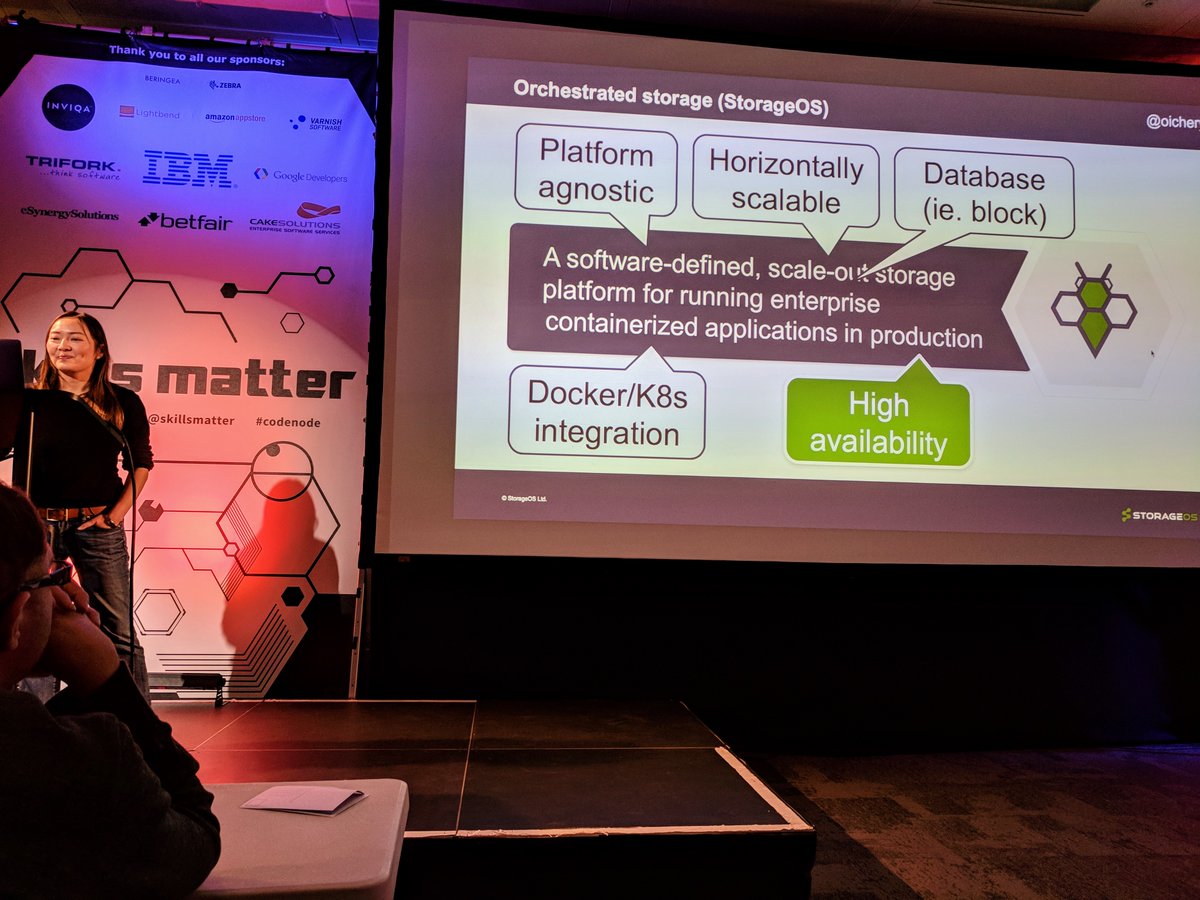 Thank you to all our sponsors:
BERINGEA
ZEBRA
INVIQA
Lightbend
amazon appstore
VARNISH
SOFTWARE
TRIFORK.
...think software
IBM
Google Developers
eSynergySolutions
betfair
CAKESOLUTIONS
ENTERPRISE SOFTWARE SERVICES
s matter
@skillsmatter #codenode
Orchestrated storage (StorageOS)
@oicher
Platform
agnostic
Horizontally
scalable
Database
(ie. block)
A software-defined, scale-out storage
platform for running enterprise
containerized applications in production
Docker/K8s
integration
High
availability
© StorageOS Ltd.
STORAGEOS